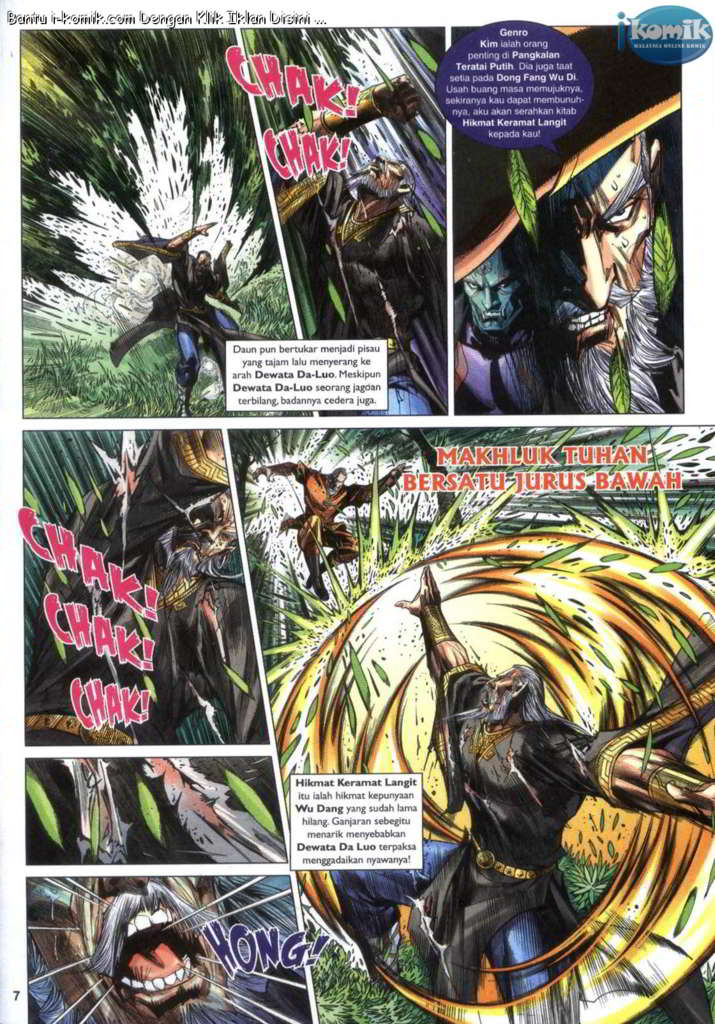 Bantu i-komik.com Dengan Klik Iklan Disini ...
ikomik
MALAYSIA ONLINE KOMIK
CHAK!
CHAK!
Genro
Kim ialah orang
penting di Pangkalan
Teratai Putih. Dia juga taat
setia pada Dong Fang Wu Di.
Usah buang masa memujuknya,
sekiranya kau dapat membunuh-
nya, aku akan serahkan kitab
Hikmat Keramat Langit
kepada kau!
Daun pun bertukar menjadi pisau
yang tajam lalu menyerang ke
arah Dewata Da-Luo. Meskipun
Dewata Da-Luo seorang jagoan
terbilang, badannya cedera juga.
CHAK!
CHAK!
CHAK!
MAKHLUK TUHAN
BERSATU JURUS BAWAH
Hikmat Keramat Langit
itu ialah hikmat kepunyaan
Wu Dang yang sudah lama
hilang. Ganjaran sebegitu
menarik menyebabkan
Dewata Da Luo terpaksa
menggadaikan nyawanya!
HONG!
7